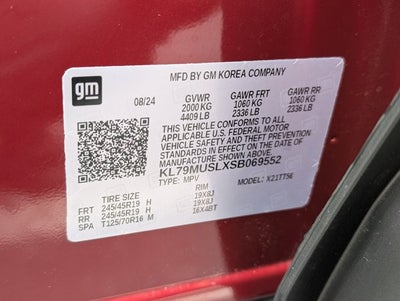 gm
MFD BY GM KOREA COMPANY
08/24 GVWR GAWR FRT GAWR RR
2000 KG 1060 KG 1060 KG
4409 LB 2336 LB 2336 LB
THIS VEHICLE CONFORMS TO ALL
APPLICABLE U.S. FEDERAL MOTOR
VEHICLE SAFETY AND THEFT PREVENTION
STANDARDS IN EFFECT ON THE DATE OF
MANUFACTURE SHOWN ABOVE.
KL79MUSLXSB069552
TYPE: MPV MODEL: X21TT56
TIRE SIZE RIM
FRT 245/45R19 H 19X8J
RR 245/45R19 H 19X8J
SPA T125/70R16 M 16X4BT